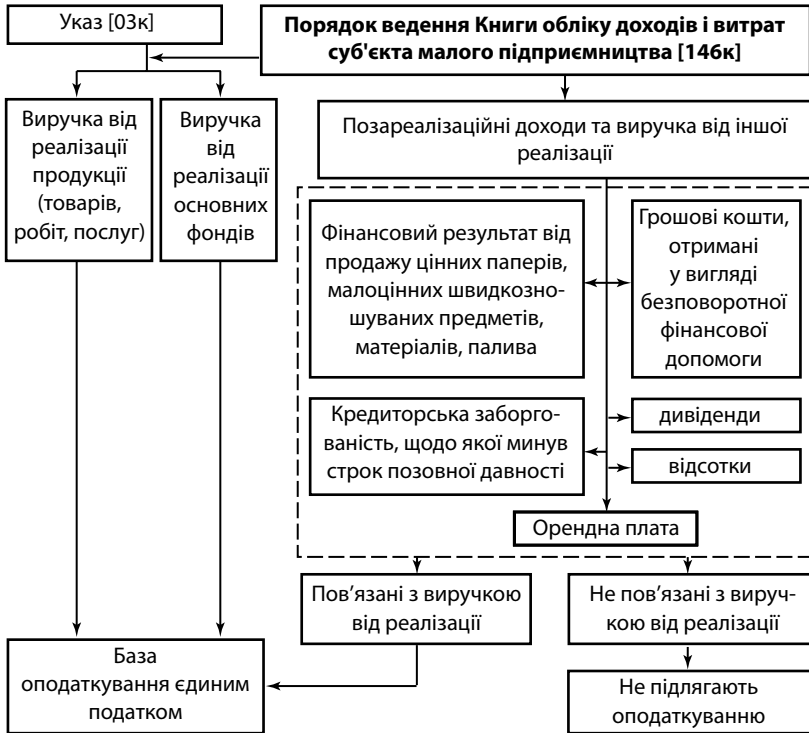 Указ [03к]
Порядок ведення Книги обліку доходів і витрат
суб'єкта малого підприємництва [146к]
Виручка від
реалізації
продукції
(товарів,
робіт, послуг)
Виручка
від
реалізації
основних
фондів
Позареалізаційні доходи та виручка від іншої
реалізації
Фінансовий результат від
продажу цінних паперів,
малоцінних швидкозно-
шуваних предметів,
матеріалів, палива
Грошові кошти,
отримані
у вигляді
безповоротної
фінансової
допомоги
Кредиторська заборго-
ваність, щодо якої минув
строк позовної давності
дивіденди
відсотки
Орендна плата
Пов’язані з виручкою
від реалізації
Не пов’язані з вируч-
кою від реалізації
База
оподаткування єдиним
податком
Не підлягають
оподаткуванню